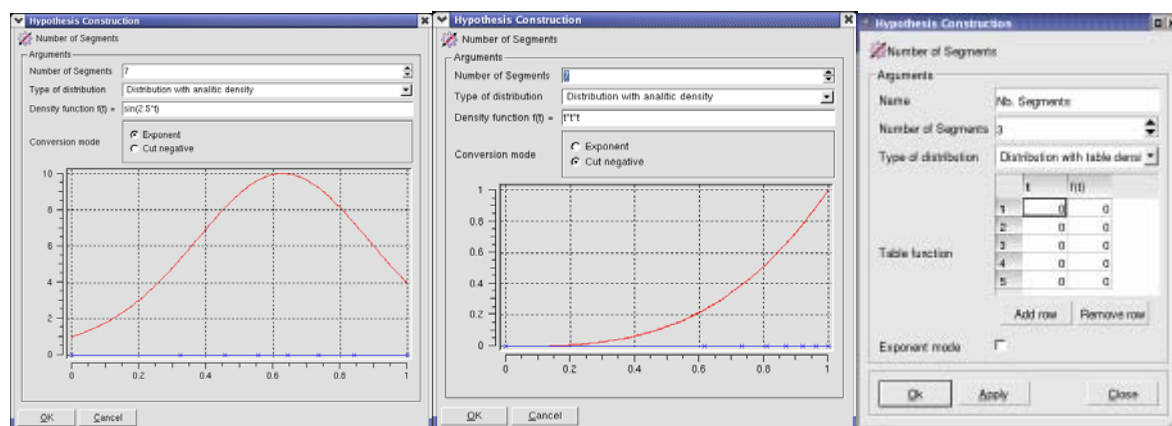 Hypothesis Construction
Number of Segments
Arguments
Number of Segments 7
Type of distribution Distribution with analitic density
Density function f(t) = sin(2.5*t)
Conversion mode
Exponent
Cut negative
10
8
6
4
2
0
0 0.2 0.4 0.6 0.8 1
OK Cancel
Hypothesis Construction
Number of Segments
Arguments
Number of Segments 7
Type of distribution Distribution with analitic density
Density function f(t) = t*t*t
Conversion mode
Exponent
Cut negative
1
0.8
0.6
0.4
0.2
0
0 0.2 0.4 0.6 0.8 1
OK Cancel
Hypothesis Construction
Number of Segments
Arguments
Name Nb. Segments
Number of Segments 3
Type of distribution Distribution with table densi
t f(t)
1 0 0
2 0 0
3 0 0
4 0 0
5 0 0
Table function
Add row Remove row
Exponent mode
Ok Apply Close